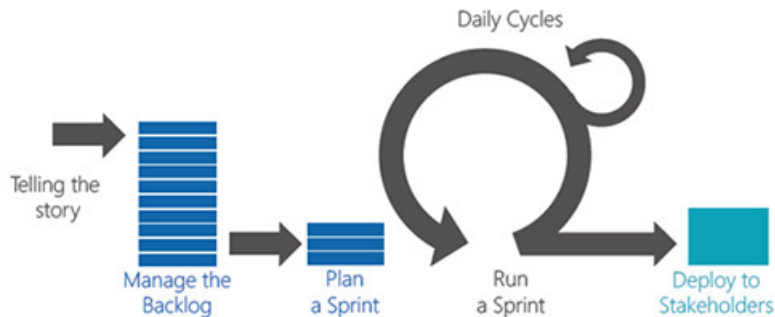 Daily Cycles
Telling the
story
Manage the
Backlog
Plan
a Sprint
Run
a Sprint
Deploy to
Stakeholders